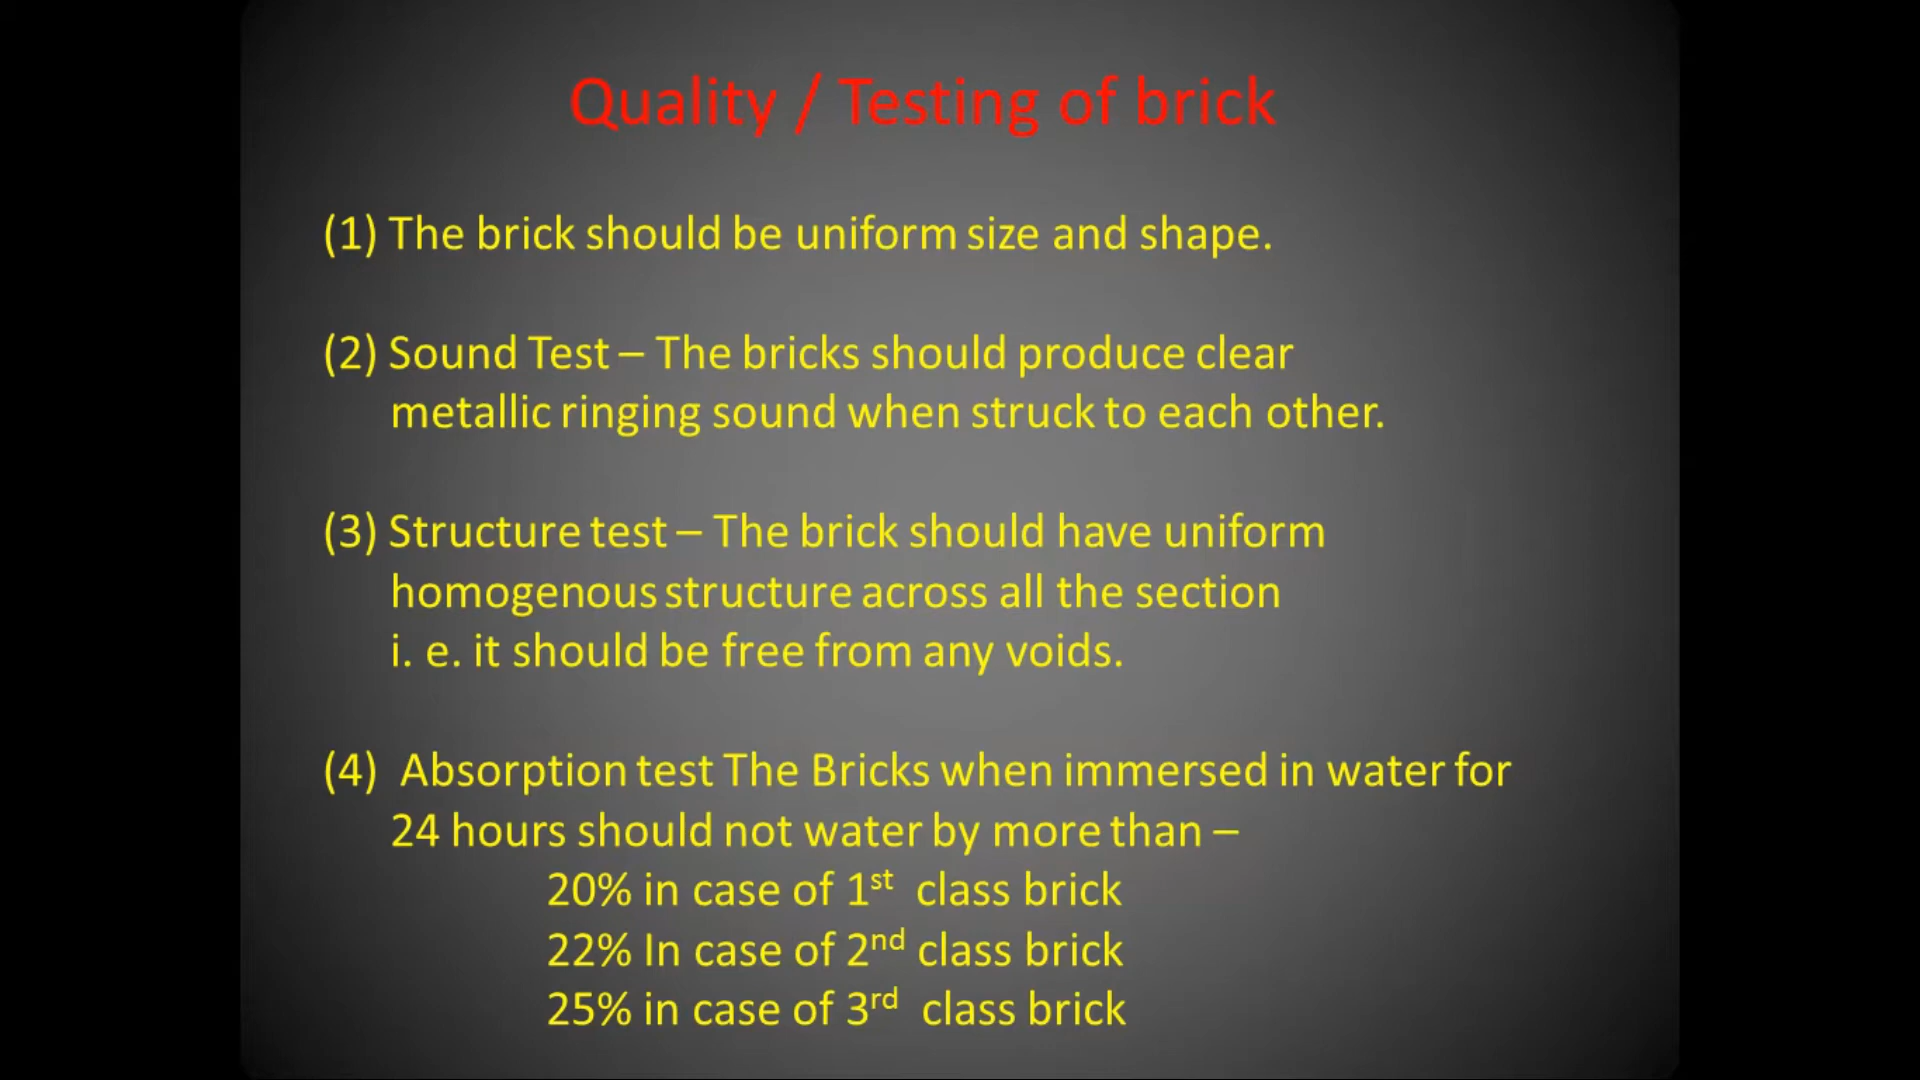 Quality / Testing of brick
(1) The brick should be uniform size and shape.
(2) Sound Test – The bricks should produce clear
metallic ringing sound when struck to each other.
(3) Structure test – The brick should have uniform
homogenous structure across all the section
i. e. it should be free from any voids.
(4) Absorption test The Bricks when immersed in water for
24 hours should not water by more than –
20% in case of 1st class brick
22% In case of 2nd class brick
25% in case of 3rd class brick